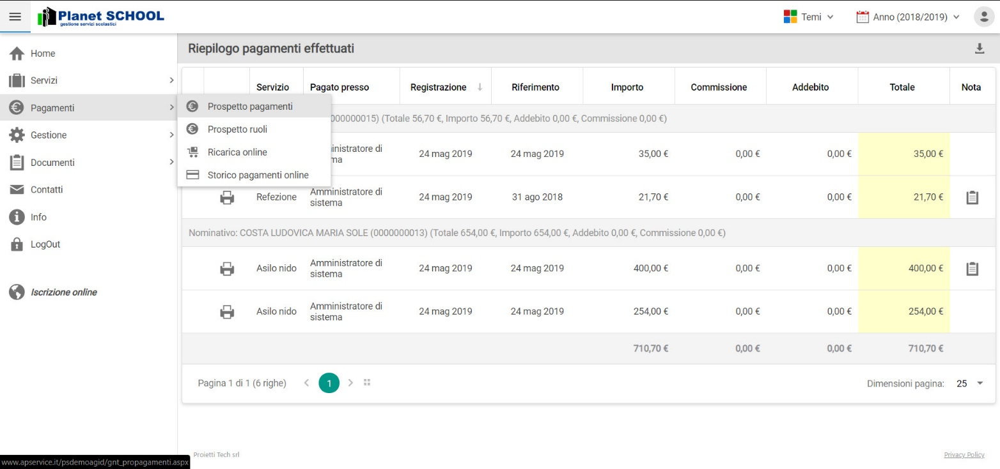 Planet SCHOOL
gestione servizi scolastici
Temi
Anno (2018/2019)
Home
Servizi
Pagamenti
Gestione
Documenti
Contatti
Info
LogOut
Iscrizione online
Riepilogo pagamenti effettuati
Servizio Pagato presso Registrazione Riferimento Importo Commissione Addebito Totale Nota
Prospetto pagamenti
Prospetto ruoli
Ricarica online
Storico pagamenti online
000000015) (Totale 56,70 €, Importo 56,70 €, Addebito 0,00 €, Commissione 0,00 €)
inistratore di
ma
24 mag 2019 24 mag 2019 35,00 € 0,00 € 0,00 € 35,00 €
Refezione
Amministratore di
sistema
24 mag 2019 31 ago 2018 21,70 € 0,00 € 0,00 € 21,70 €
Nominativo: COSTA LUDOVICA MARIA SOLE (0000000013) (Totale 654,00 €, Importo 654,00 €, Addebito 0,00 €, Commissione 0,00 €)
Asilo nido
Amministratore di
sistema
24 mag 2019 24 mag 2019 400,00 € 0,00 € 0,00 € 400,00 €
Asilo nido
Amministratore di
sistema
24 mag 2019 24 mag 2019 254,00 € 0,00 € 0,00 € 254,00 €
710,70 € 0,00 € 0,00 € 710,70 €
Pagina 1 di 1 (6 righe) 1
Dimensioni pagina: 25
Proietti Tech srl
Privacy Policy
www.apservice.it/psdemoagid/gnt_propagamenti.aspx